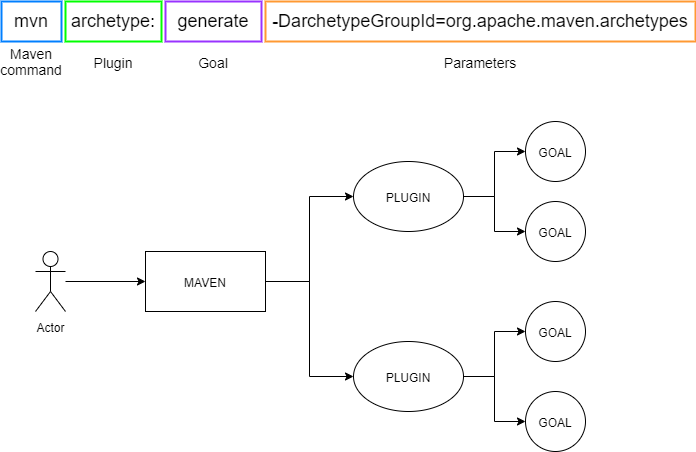 mvn archetype: generate -DarchetypeGroupId=org.apache.maven.archetypes
Maven
command
Plugin
Goal
Parameters
GOAL
PLUGIN
GOAL
MAVEN
Actor
GOAL
PLUGIN
GOAL